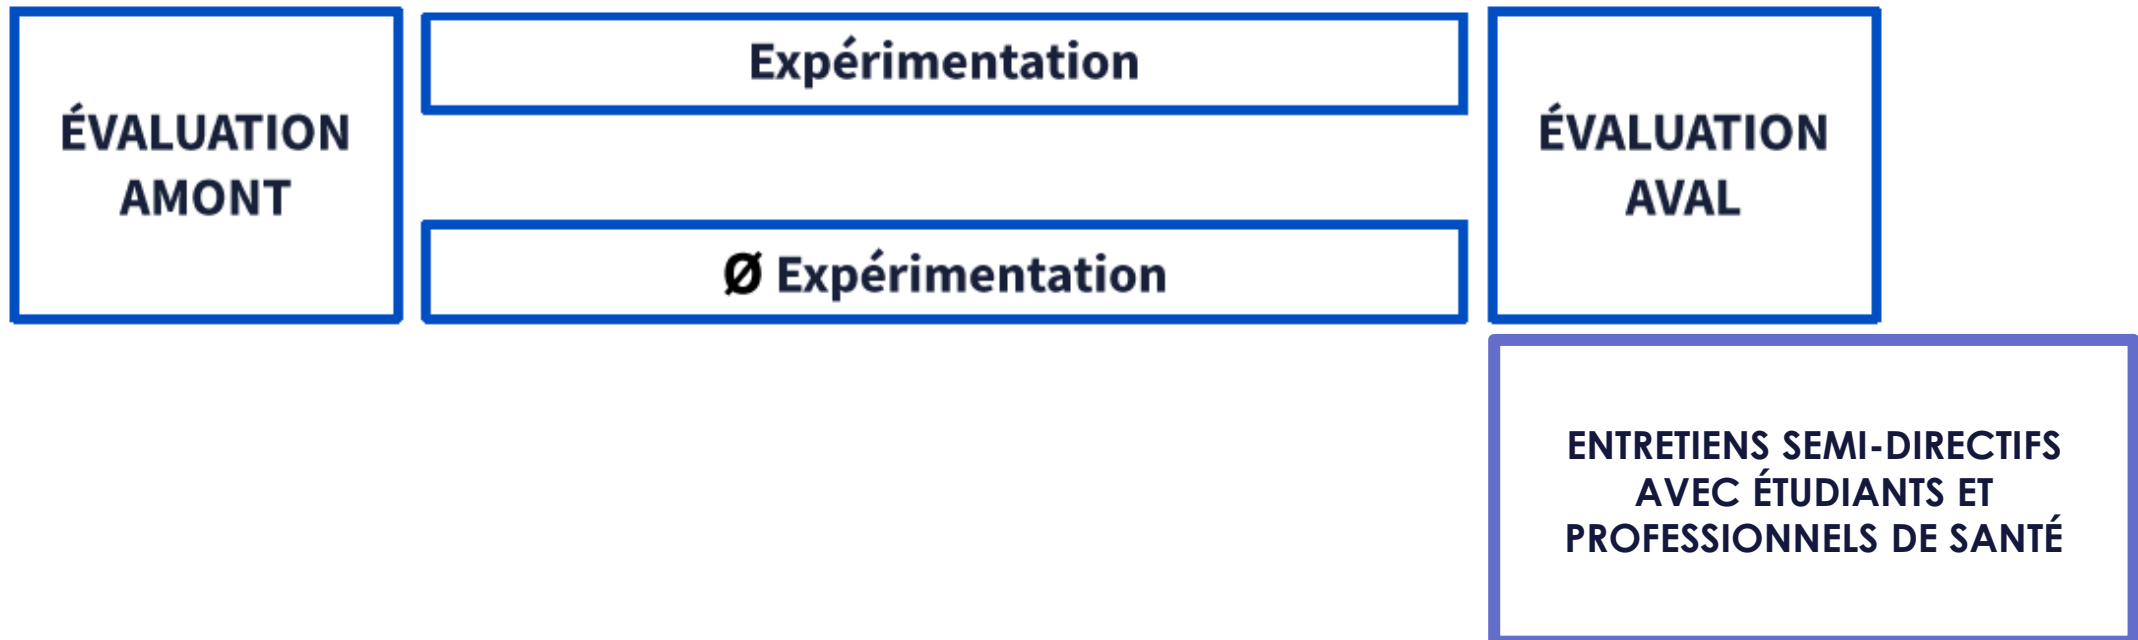 ÉVALUATION
AMONT
Expérimentation
Ø Expérimentation
ÉVALUATION
AVAL
ENTRETIENS SEMI-DIRECTIFS
AVEC ÉTUDIANTS ET
PROFESSIONNELS DE SANTÉ